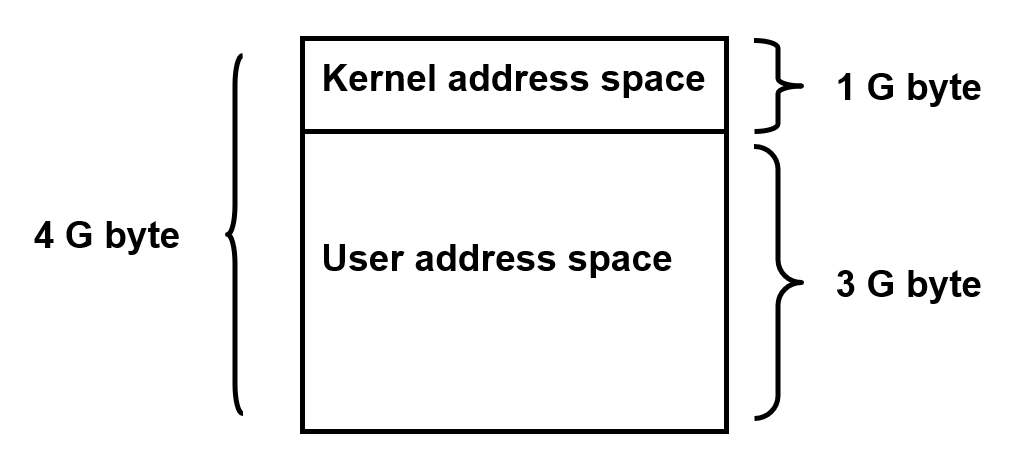 Kernel address space
1 G byte
4 G byte
User address space
3 G byte